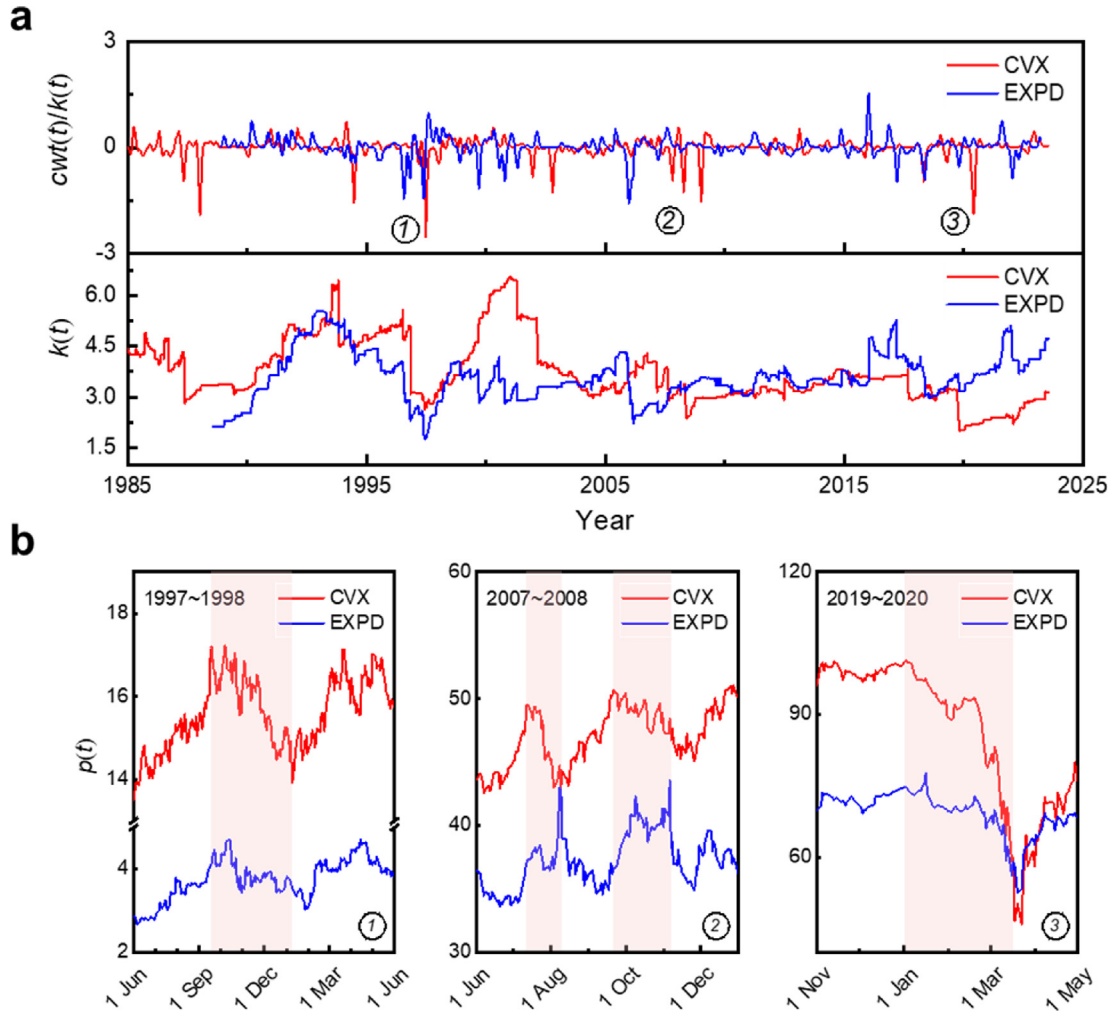 a
3
0
-3
cwt(t)/k(t)
CVX
EXPD
1
2
3
6.0
4.5
3.0
1.5
k(t)
CVX
EXPD
1985
1995
2005
2015
2025
Year
b
18
16
14
4
2
p(t)
1997~1998
CVX
EXPD
1
1 Jun
1 Sep
1 Dec
1 Mar
1 Jun
60
50
40
30
2007~2008
CVX
EXPD
2
1 Jun
1 Aug
1 Oct
1 Dec
120
90
60
2019~2020
CVX
EXPD
3
1 Nov
1 Jan
1 Mar
1 May